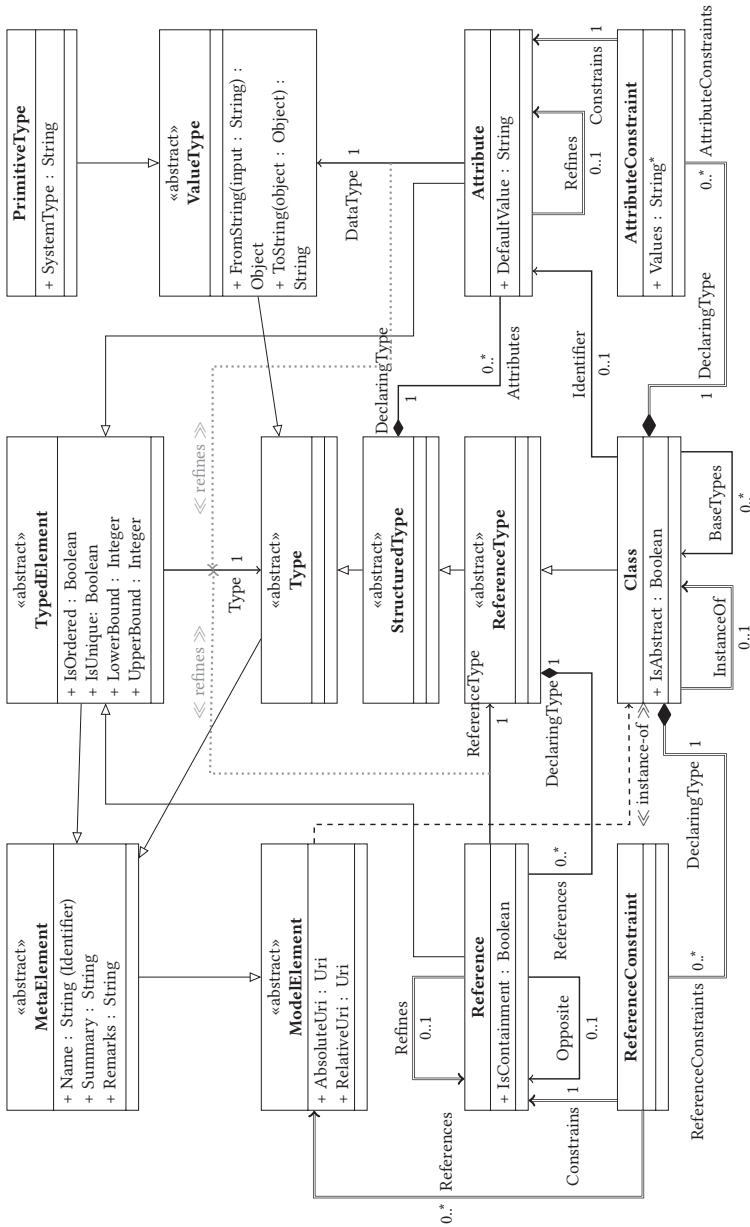 «abstract»
MetaElement
+ Name : String (Identifier)
+ Summary : String
+ Remarks : String
«abstract»
TypedElement
+ IsOrdered : Boolean
+ IsUnique: Boolean
+ LowerBound : Integer
+ UpperBound : Integer
PrimitiveType
+ SystemType : String
«abstract»
ValueType
+ FromString(input : String) :
Object
+ ToString(object : Object) :
String
≪ refines ≫
≪ refines ≫
Type
1
«abstract»
ModelElement
+ AbsoluteUri : Uri
+ RelativeUri : Uri
«abstract»
Type
DataType
1
«abstract»
StructuredType
DeclaringType
1
0..*
Attributes
Refines
0..1
Reference
+ IsContainment : Boolean
References
0..*
ReferenceType
1
«abstract»
ReferenceType
DeclaringType
1
Attribute
+ DefaultValue : String
Refines
0..1
References
0..*
Opposite
0..1
Constrains
1
Identifier
0..1
Constrains
1
ReferenceConstraint
≪ instance-of ≫
Class
+ IsAbstract : Boolean
AttributeConstraint
+ Values : String*
ReferenceConstraints
0..*
DeclaringType
1
InstanceOf
0..1
BaseTypes
0..*
1
DeclaringType
0..*
AttributeConstraints